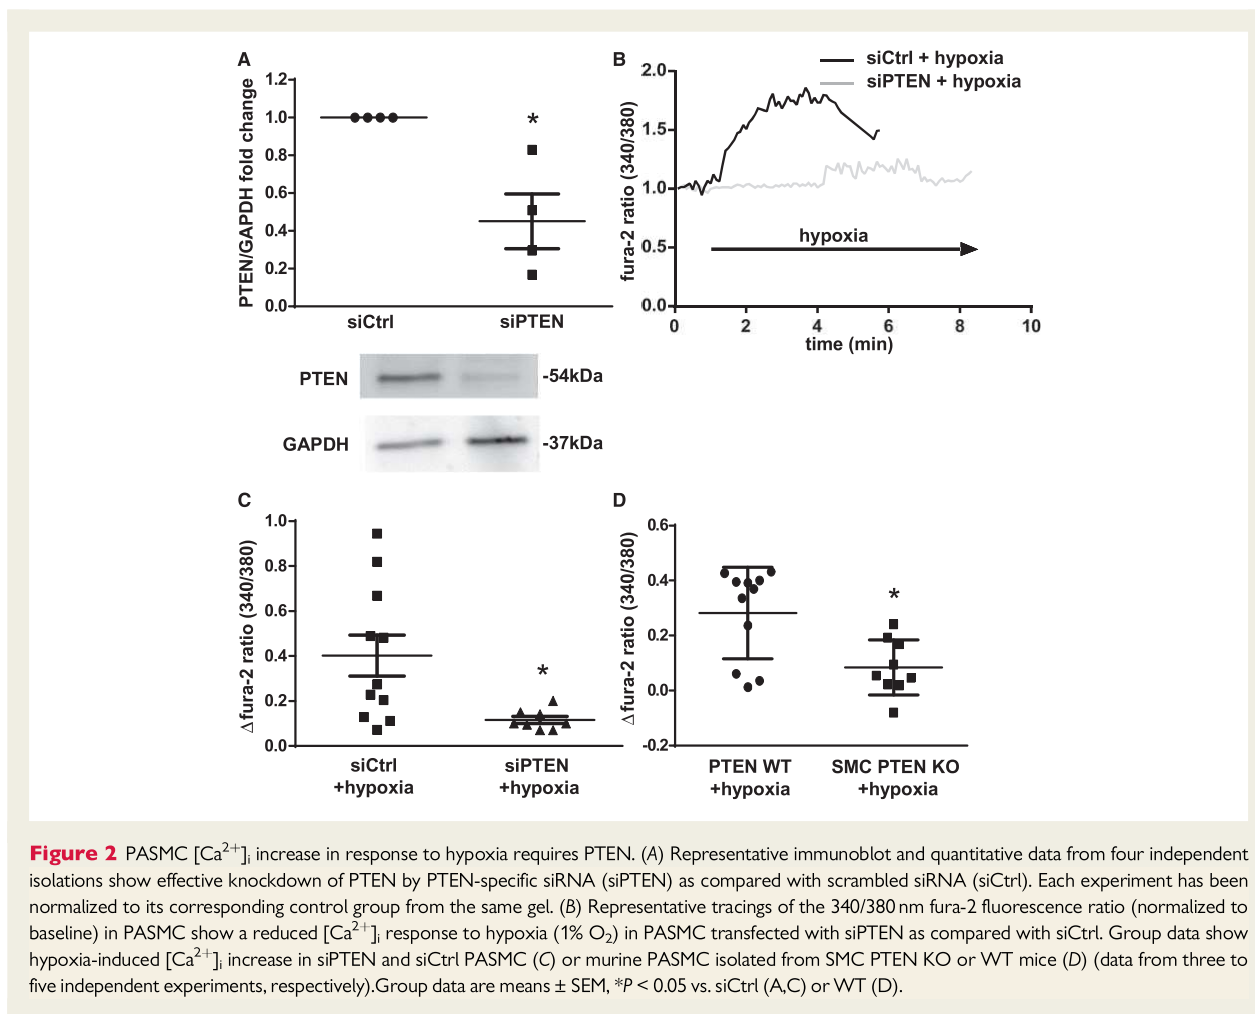 A
PTEN/GAPDH fold change
1.2
1.0
0.8
0.6
0.4
0.2
0.0
*
siCtrl
siPTEN
PTEN
-54kDa
GAPDH
-37kDa
B
siCtrl + hypoxia
siPTEN + hypoxia
fura-2 ratio (340/380)
2.0
1.5
1.0
0.5
0.0
hypoxia
0
2
4
6
8
10
time (min)
C
Δfura-2 ratio (340/380)
1.0
0.8
0.6
0.4
0.2
0.0
*
siCtrl
+hypoxia
siPTEN
+hypoxia
D
Δfura-2 ratio (340/380)
0.6
0.4
0.2
0.0
-0.2
*
PTEN WT
+hypoxia
SMC PTEN KO
+hypoxia
Figure 2 PASMC [Ca²⁺]ᵢ increase in response to hypoxia requires PTEN. (A) Representative immunoblot and quantitative data from four independent
isolations show effective knockdown of PTEN by PTEN-specific siRNA (siPTEN) as compared with scrambled siRNA (siCtrl). Each experiment has been
normalized to its corresponding control group from the same gel. (B) Representative tracings of the 340/380 nm fura-2 fluorescence ratio (normalized to
baseline) in PASMC show a reduced [Ca²⁺]ᵢ response to hypoxia (1% O₂) in PASMC transfected with siPTEN as compared with siCtrl. Group data show
hypoxia-induced [Ca²⁺]ᵢ increase in siPTEN and siCtrl PASMC (C) or murine PASMC isolated from SMC PTEN KO or WT mice (D) (data from three to
five independent experiments, respectively).Group data are means ± SEM, *P < 0.05 vs. siCtrl (A,C) or WT (D).